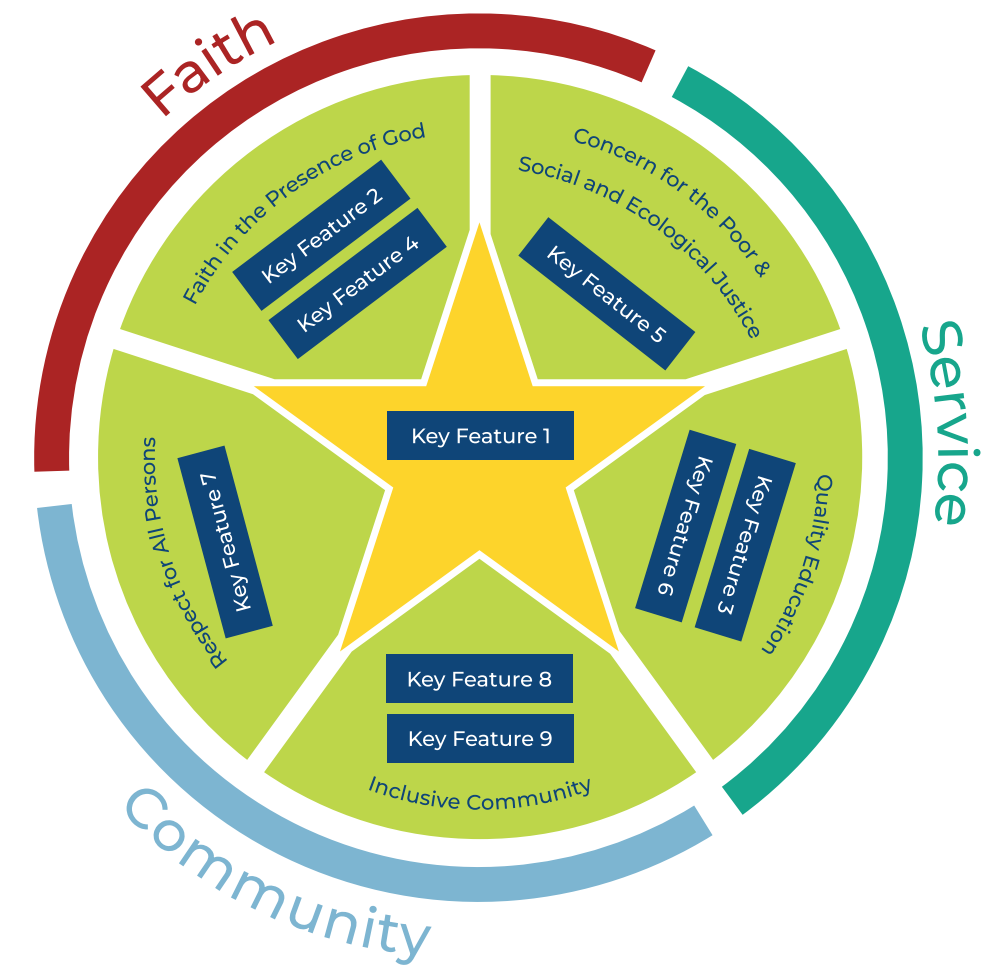 Faith
Service
Community
Faith in the Presence of God
Key Feature 2
Key Feature 4
Concern for the Poor &
Social and Ecological Justice
Key Feature 5
Key Feature 1
Respect for All Persons
Key Feature 7
Key Feature 6
Key Feature 3
Quality Education
Key Feature 8
Key Feature 9
Inclusive Community